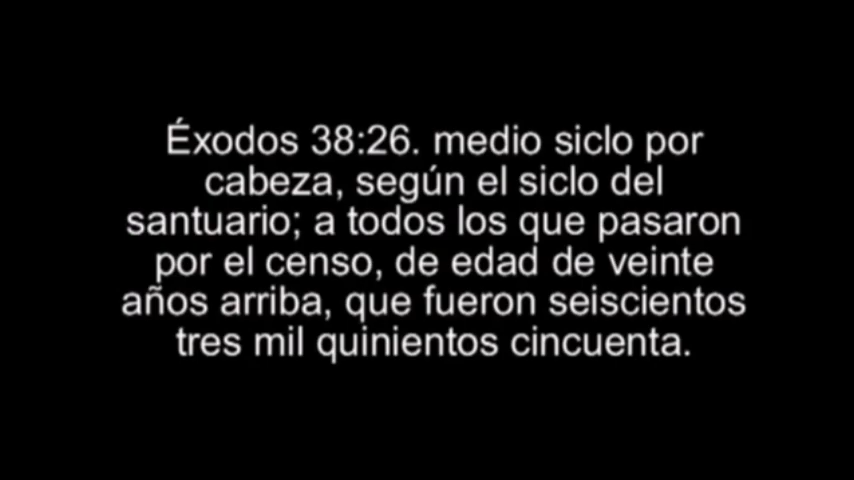 Éxodos 38:26. medio siclo por
cabeza, según el siclo del
santuario; a todos los que pasaron
por el censo, de edad de veinte
años arriba, que fueron seiscientos
tres mil quinientos cincuenta.